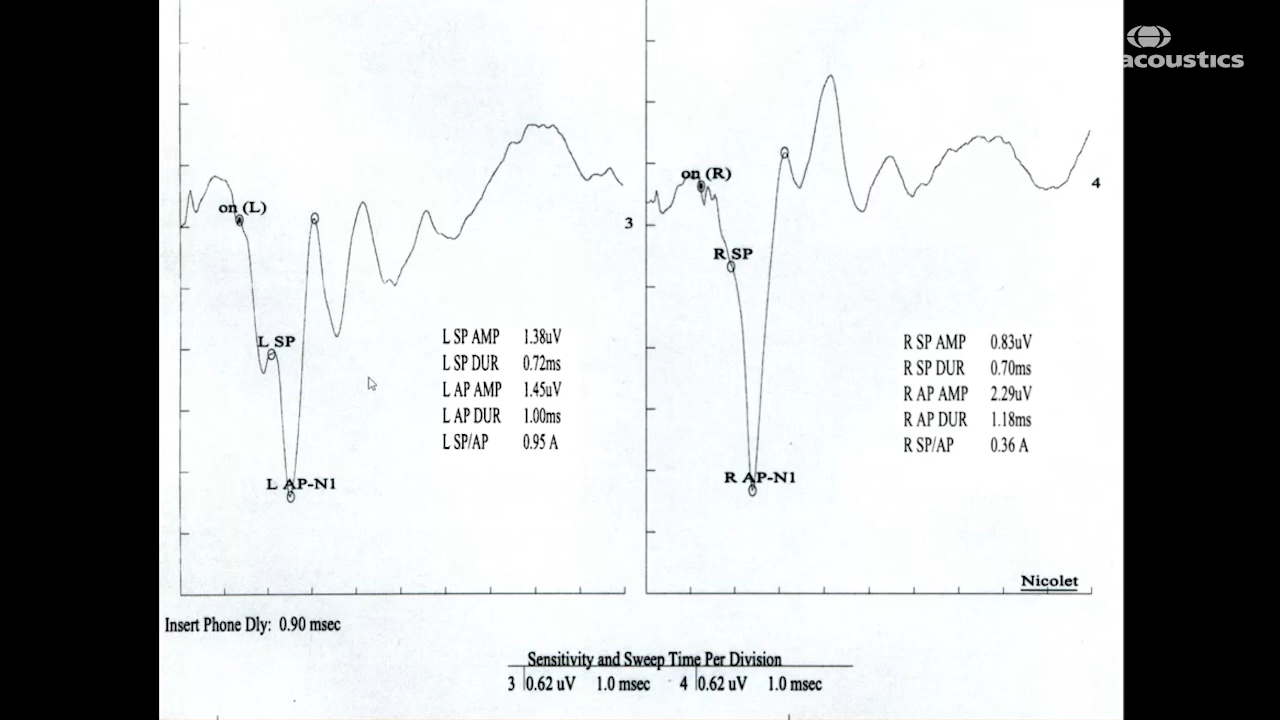 acoustics
on (L)
L SP
L AP-N1
3
L SP AMP 1.38uV
L SP DUR 0.72ms
L AP AMP 1.45uV
L AP DUR 1.00ms
L SP/AP 0.95 A
on (R)
R SP
R AP-N1
4
R SP AMP 0.83uV
R SP DUR 0.70ms
R AP AMP 2.29uV
R AP DUR 1.18ms
R SP/AP 0.36 A
Nicolet
Insert Phone Dly: 0.90 msec
Sensitivity and Sweep Time Per Division
3 0.62 uV 1.0 msec 4 0.62 uV 1.0 msec